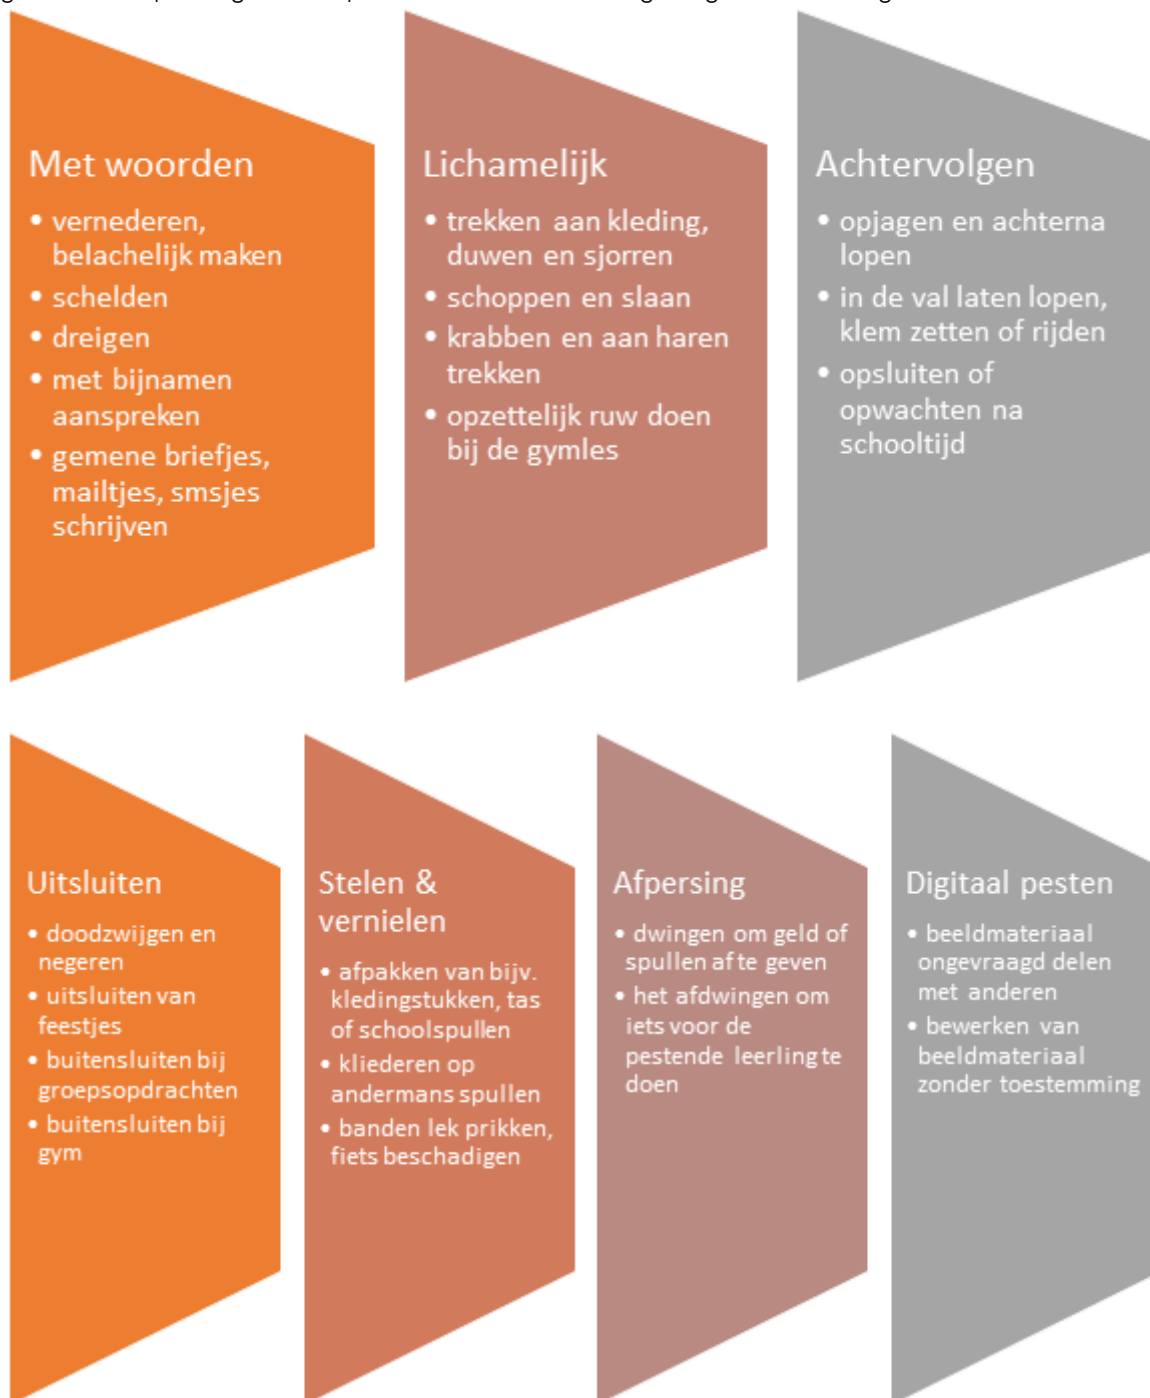 Met woorden
• vernederen,
belachelijk maken
• schelden
• dreigen
• met bijnamen
aanspreken
• gemene briefjes,
mailtjes, smsjes
schrijven
Lichamelijk
• trekken aan kleding,
duwen en sjorren
• schoppen en slaan
• krabben en aan haren
trekken
• opzettelijk ruw doen
bij de gymles
Achtervolgen
• opjagen en achterna
lopen
• in de val laten lopen,
klem zetten of rijden
• opsluiten of
opwachten na
schooltijd
Uitsluiten
• doodzwijgen en
negeren
• uitsluiten van
feestjes
• buitensluiten bij
groepsopdrachten
• buitensluiten bij
gym
Stelen &
vernielen
• afpakken van bijv.
kledingstukken, tas
of schoolspullen
• kliederen op
andermans spullen
• banden lek prikken,
fiets beschadigen
Afpersing
• dwingen om geld of
spullen af te geven
• het afdwingen om
iets voor de
pestende leerling te
doen
Digitaal pesten
• beeldmateriaal
ongevraagd delen
met anderen
• bewerken van
beeldmateriaal
zonder toestemming